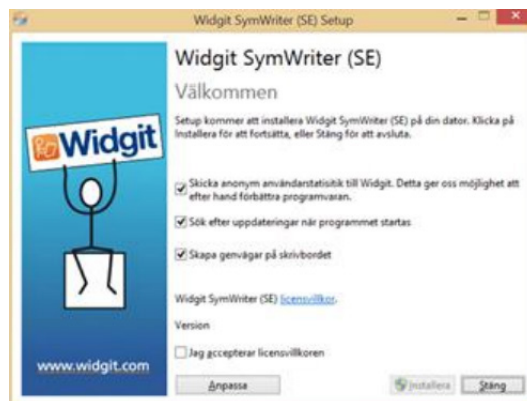 Widgit SymWriter (SE) Setup
Widgit SymWriter (SE)
Välkommen
Setup kommer att installera Widgit SymWriter (SE) på din dator. Klicka på
Installera för att fortsätta, eller Stäng för att avsluta.
Widgit
Skicka anonym användarstatisitik till Widgit. Detta ger oss möjlighet att
efter hand förbättra programvaran.
Sök efter uppdateringar när programmet startas
Skapa genvägar på skrivbordet
Widgit SymWriter (SE) licensvillkor.
Version
Jag accepterar licensvillkoren
www.widgit.com
Anpassa
Installera
Stäng